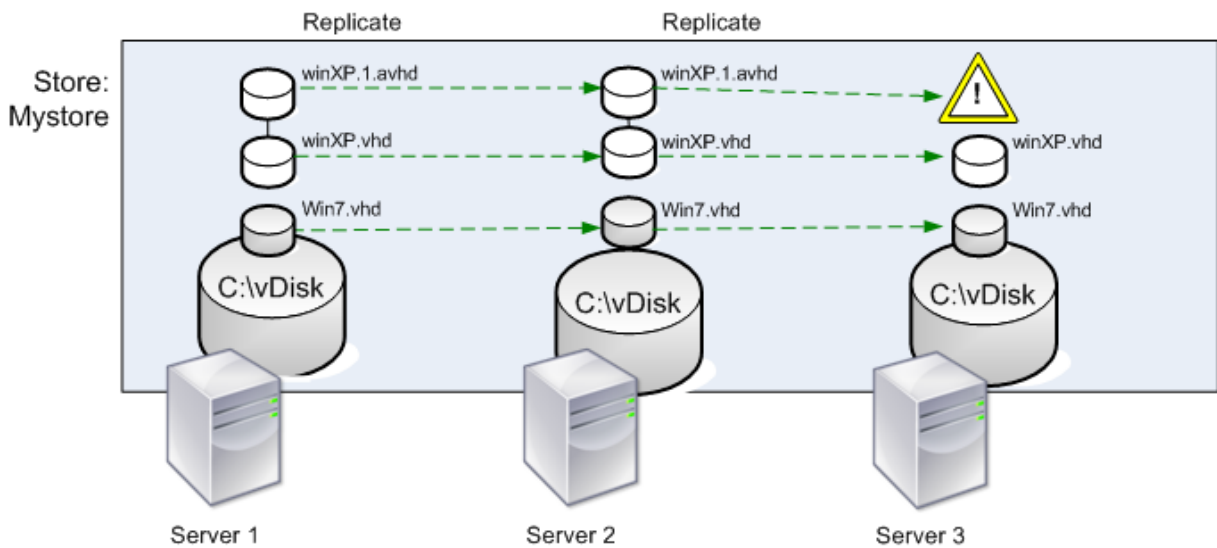 Replicate
Replicate
Store:
Mystore
winXP.1.avhd
winXP.1.avhd
!
winXP.vhd
winXP.vhd
winXP.vhd
Win7.vhd
Win7.vhd
Win7.vhd
C:\vDisk
C:\vDisk
C:\vDisk
Server 1
Server 2
Server 3